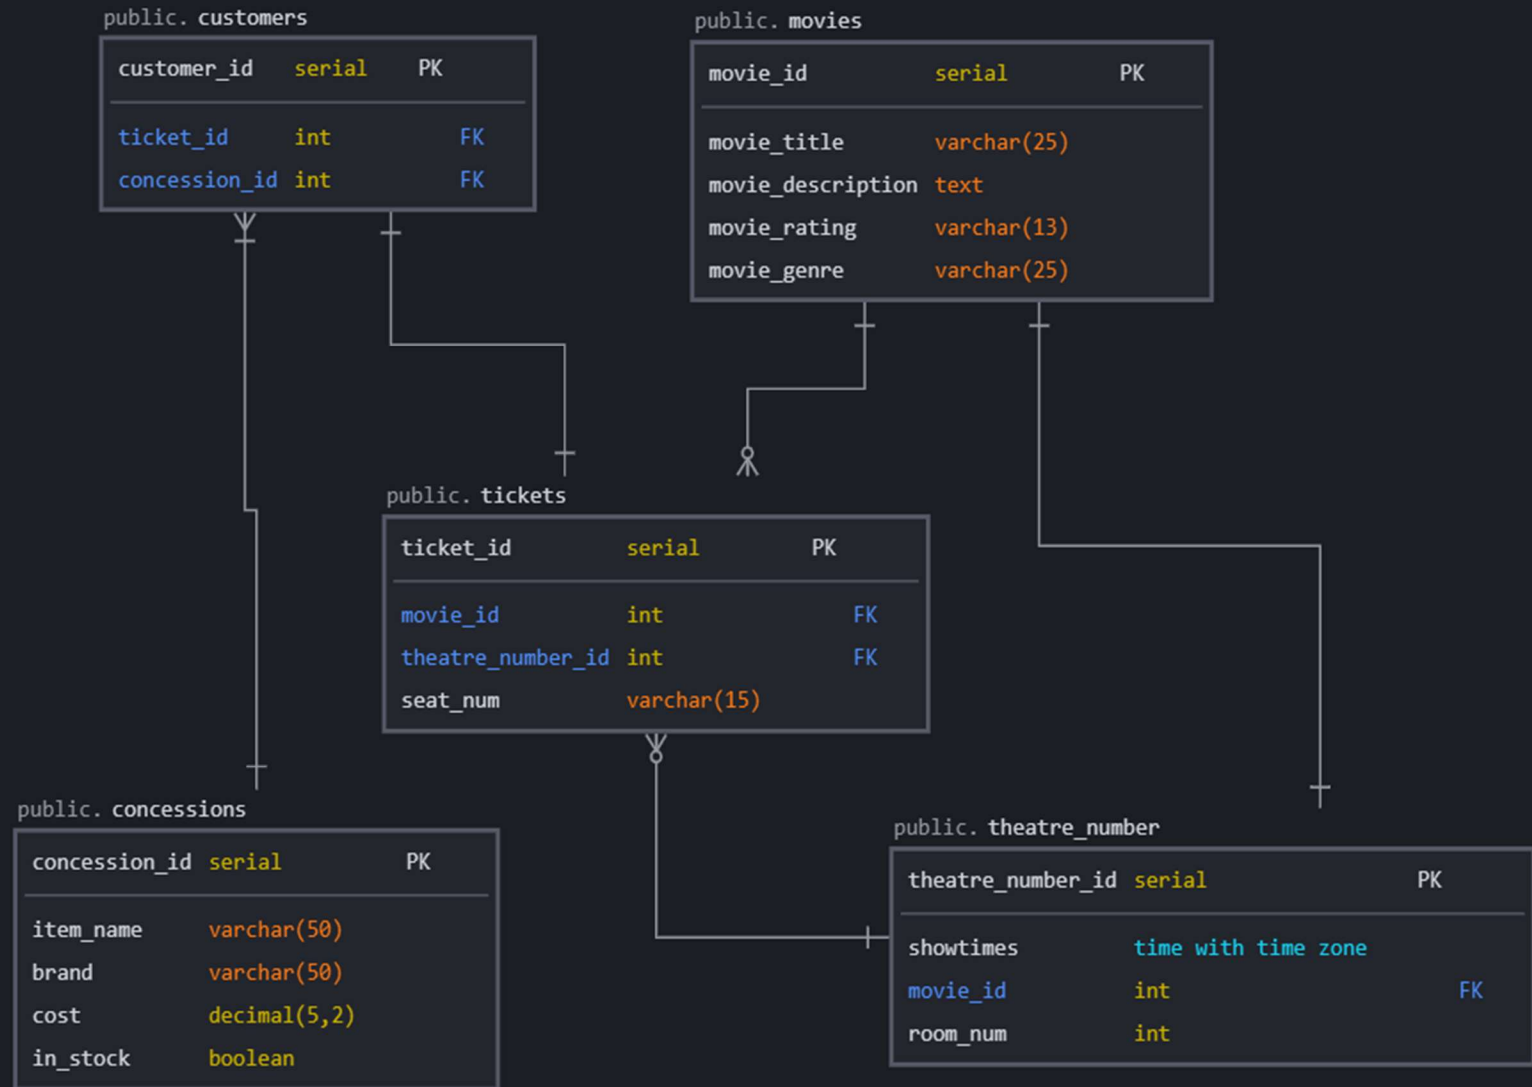 public. customers
customer_id serial PK
ticket_id int FK
concession_id int FK
public. movies
movie_id serial PK
movie_title varchar(25)
movie_description text
movie_rating varchar(13)
movie_genre varchar(25)
public. tickets
ticket_id serial PK
movie_id int FK
theatre_number_id int FK
seat_num varchar(15)
public. concessions
concession_id serial PK
item_name varchar(50)
brand varchar(50)
cost decimal(5,2)
in_stock boolean
public. theatre_number
theatre_number_id serial PK
showtimes time with time zone
movie_id int FK
room_num int